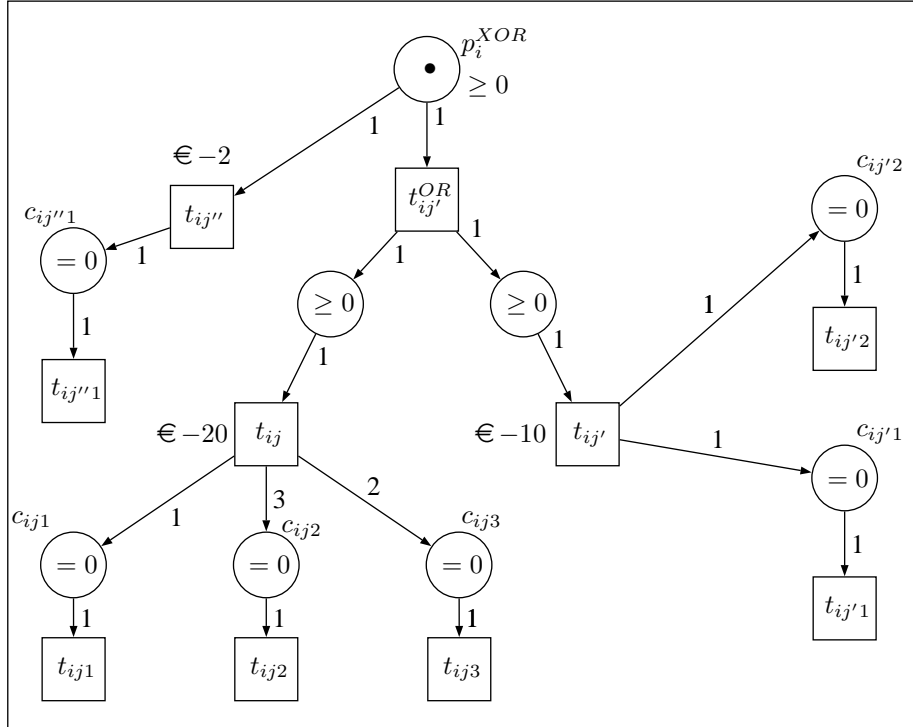 p_i^{XOR}
≥ 0
1
1
€ −2
t_{ij''}
t_{ij'}^{OR}
c_{ij'2}
= 0
c_{ij''1}
= 0
1
1
1
≥ 0
≥ 0
1
1
1
1
1
t_{ij'2}
t_{ij''1}
€ −20
t_{ij}
€ −10
t_{ij'}
1
c_{ij'1}
= 0
1
3
2
c_{ij1}
= 0
c_{ij2}
= 0
c_{ij3}
= 0
1
1
1
1
t_{ij'1}
t_{ij1}
t_{ij2}
t_{ij3}